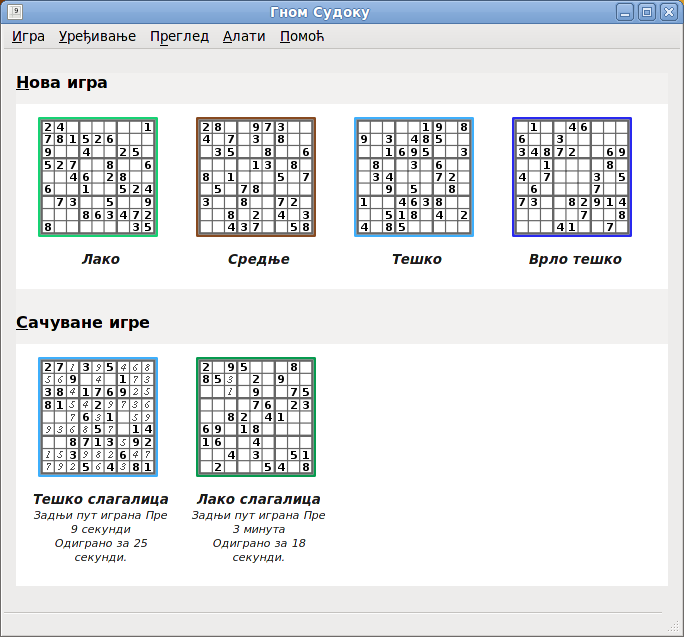 Гном Судоку
Игра Уређивање Преглед Алати Помоћ
Нова игра
Лако Средње Тешко Врло тешко
Сачуване игре
Тешко слагалица
Задњи пут играна Пре
9 секунди
Одиграно за 25
секунди.
Лако слагалица
Задњи пут играна Пре
3 минута
Одиграно за 18
секунди.